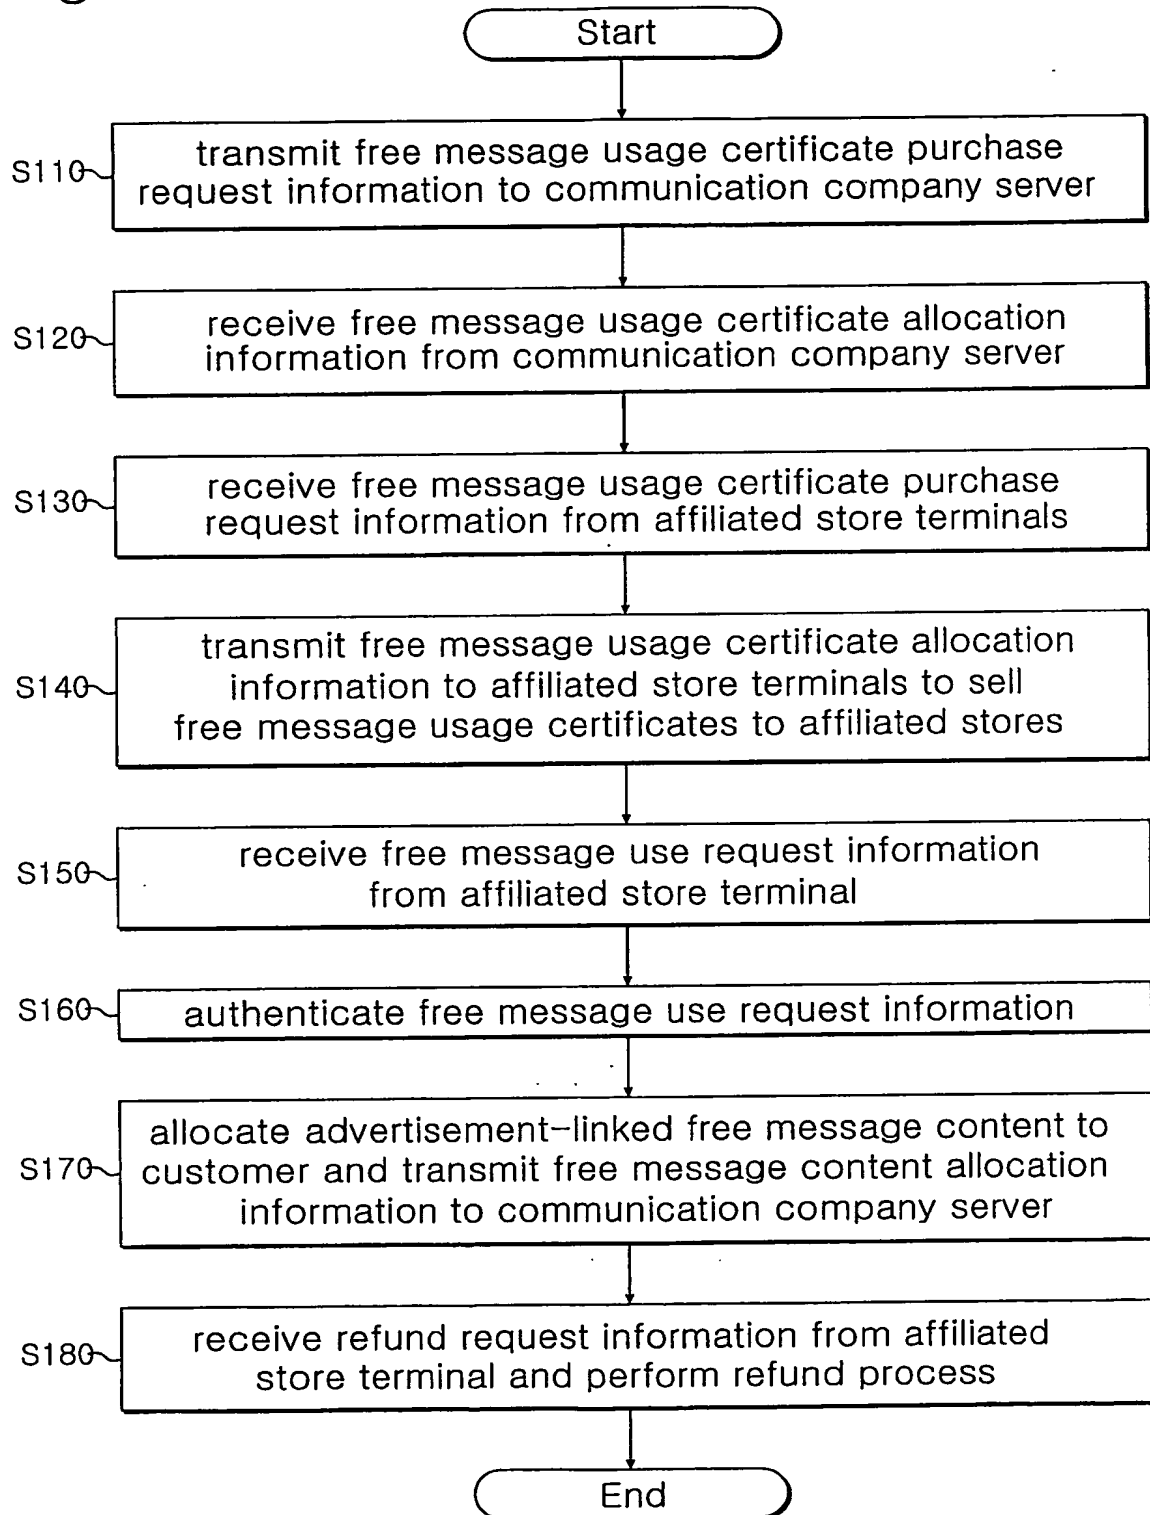 Start
S110
transmit free message usage certificate purchase
request information to communication company server
S120
receive free message usage certificate allocation
information from communication company server
S130
receive free message usage certificate purchase
request information from affiliated store terminals
S140
transmit free message usage certificate allocation
information to affiliated store terminals to sell
free message usage certificates to affiliated stores
S150
receive free message use request information
from affiliated store terminal
S160
authenticate free message use request information
S170
allocate advertisement-linked free message content to
customer and transmit free message content allocation
information to communication company server
S180
receive refund request information from affiliated
store terminal and perform refund process
End